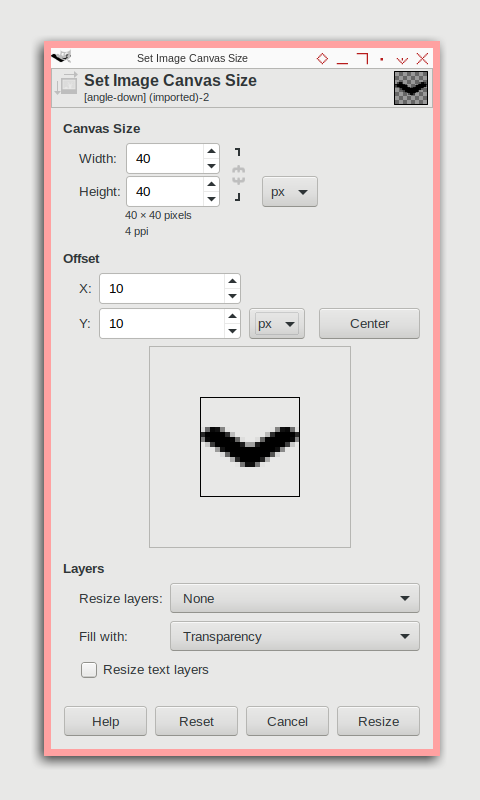 Set Image Canvas Size
Set Image Canvas Size
[angle-down] (imported)-2
Canvas Size
Width: 40
Height: 40 px
40 × 40 pixels
4 ppi
Offset
X: 10
Y: 10 px Center
Layers
Resize layers: None
Fill with: Transparency
Resize text layers
Help Reset Cancel Resize